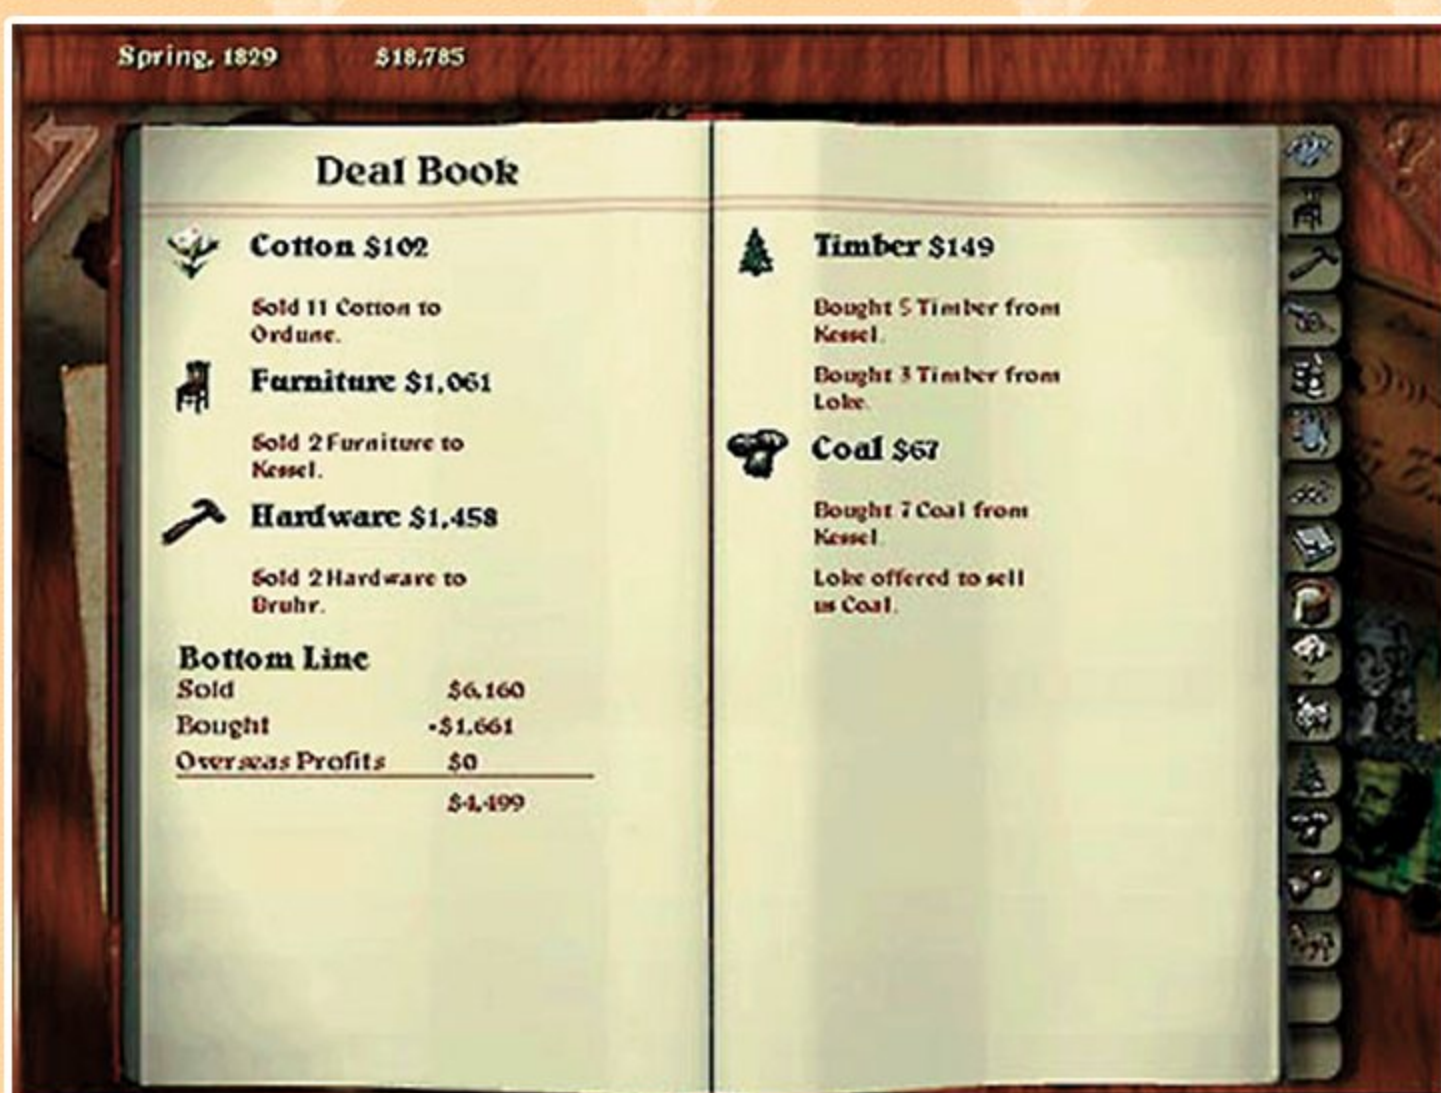 Spring, 1829 $18,785
Deal Book
Cotton $102
Sold 11 Cotton to
Ordune.
Furniture $1,061
Sold 2 Furniture to
Kessel.
Hardware $1,458
Sold 2 Hardware to
Bruhr.
Bottom Line
Sold $6,160
Bought -$1,661
Overseas Profits $0
$4,499
Timber $149
Bought 5 Timber from
Kessel.
Bought 3 Timber from
Loke.
Coal $67
Bought 7 Coal from
Kessel.
Loke offered to sell
us Coal.